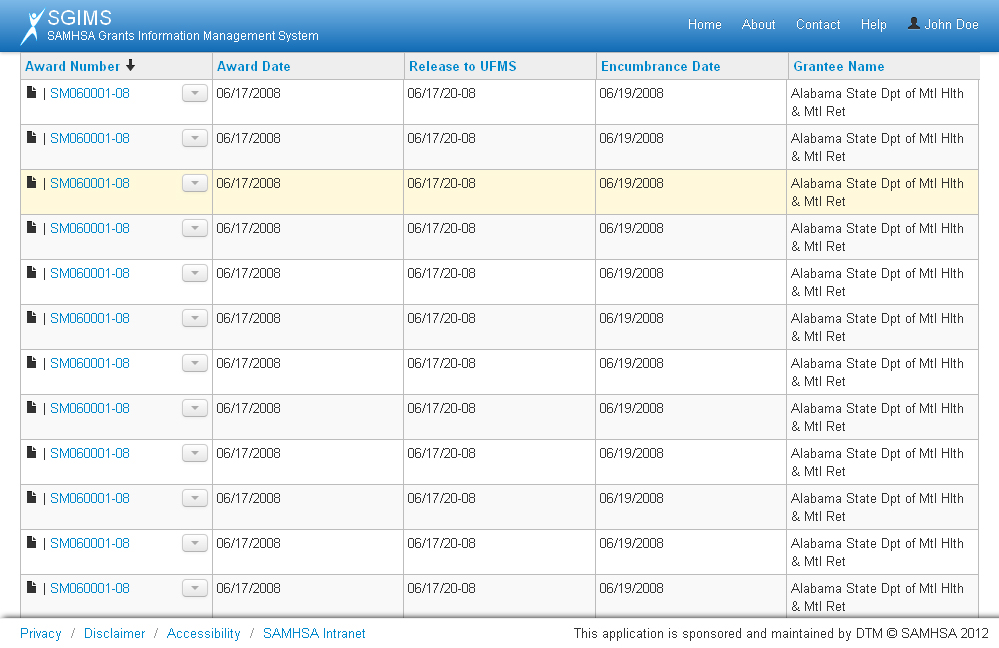 SGIMS
SAMHSA Grants Information Management System
Home About Contact Help John Doe
Award Number Award Date Release to UFMS Encumbrance Date Grantee Name
| SM060001-08 06/17/2008 06/17/20-08 06/19/2008 Alabama State Dpt of Mtl Hlth
& Mtl Ret
| SM060001-08 06/17/2008 06/17/20-08 06/19/2008 Alabama State Dpt of Mtl Hlth
& Mtl Ret
| SM060001-08 06/17/2008 06/17/20-08 06/19/2008 Alabama State Dpt of Mtl Hlth
& Mtl Ret
| SM060001-08 06/17/2008 06/17/20-08 06/19/2008 Alabama State Dpt of Mtl Hlth
& Mtl Ret
| SM060001-08 06/17/2008 06/17/20-08 06/19/2008 Alabama State Dpt of Mtl Hlth
& Mtl Ret
| SM060001-08 06/17/2008 06/17/20-08 06/19/2008 Alabama State Dpt of Mtl Hlth
& Mtl Ret
| SM060001-08 06/17/2008 06/17/20-08 06/19/2008 Alabama State Dpt of Mtl Hlth
& Mtl Ret
| SM060001-08 06/17/2008 06/17/20-08 06/19/2008 Alabama State Dpt of Mtl Hlth
& Mtl Ret
| SM060001-08 06/17/2008 06/17/20-08 06/19/2008 Alabama State Dpt of Mtl Hlth
& Mtl Ret
| SM060001-08 06/17/2008 06/17/20-08 06/19/2008 Alabama State Dpt of Mtl Hlth
& Mtl Ret
| SM060001-08 06/17/2008 06/17/20-08 06/19/2008 Alabama State Dpt of Mtl Hlth
& Mtl Ret
| SM060001-08 06/17/2008 06/17/20-08 06/19/2008 Alabama State Dpt of Mtl Hlth
& Mtl Ret
Privacy / Disclaimer / Accessibility / SAMHSA Intranet This application is sponsored and maintained by DTM © SAMHSA 2012